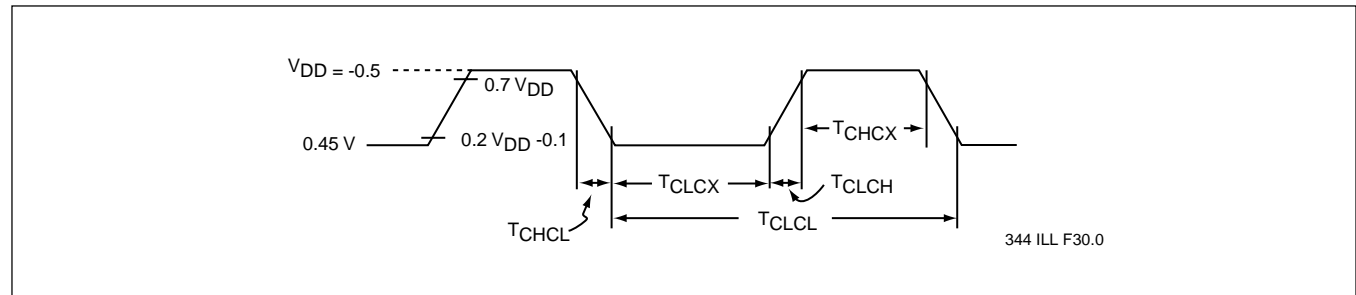 VDD = -0.5
0.7 VDD
0.45 V
0.2 VDD -0.1
TCHCX
TCLCX
TCLCH
TCHCL
TCLCL
344 ILL F30.0